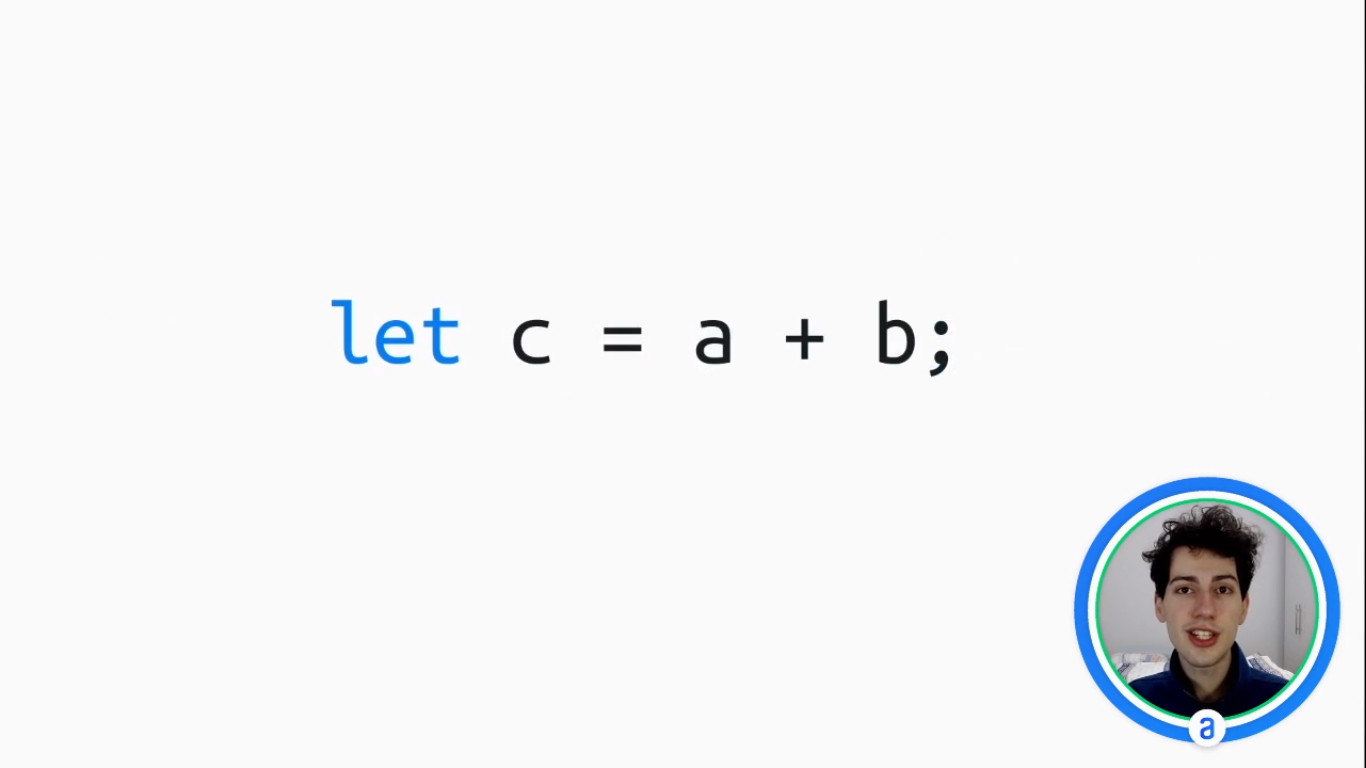 let c = a + b;
a